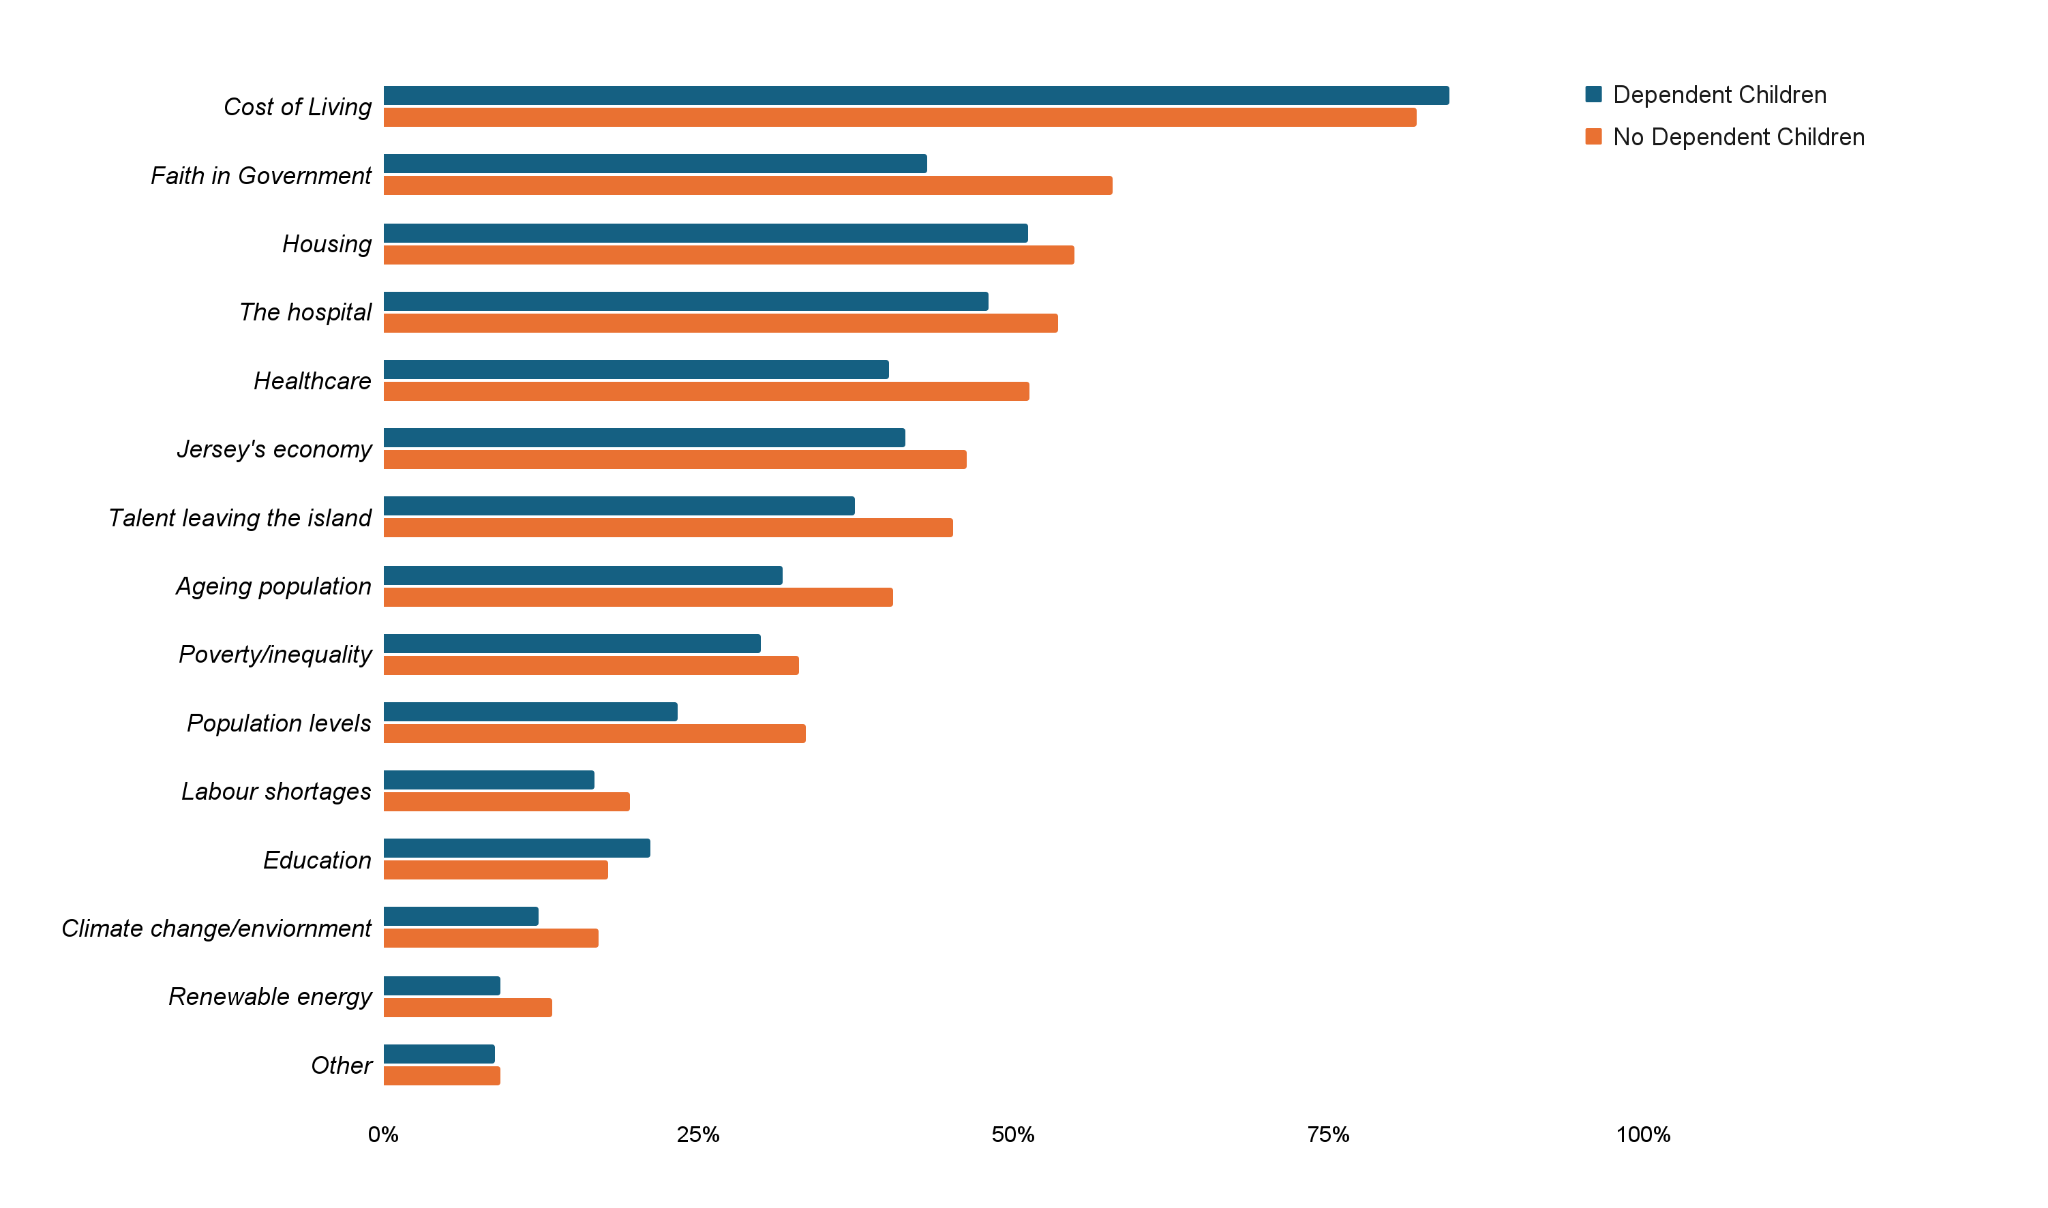 Cost of Living
Faith in Government
Housing
The hospital
Healthcare
Jersey's economy
Talent leaving the island
Ageing population
Poverty/inequality
Population levels
Labour shortages
Education
Climate change/enviornment
Renewable energy
Other
0%
25%
50%
75%
100%
Dependent Children
No Dependent Children